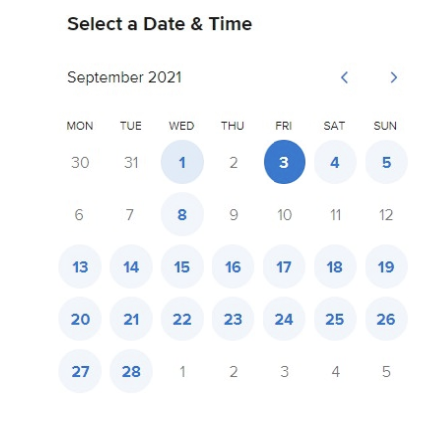 Select a Date & Time
September 2021
MON TUE WED THU FRI SAT SUN
30 31 1 2 3 4 5
6 7 8 9 10 11 12
13 14 15 16 17 18 19
20 21 22 23 24 25 26
27 28 1 2 3 4 5